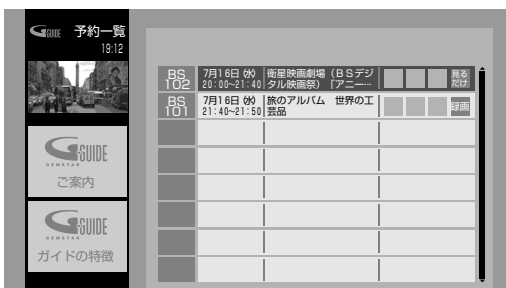 G GUIDE 予約一覧
19:12
BS 102 7月16日(水) 20:00~21:40 衛星映画劇場(BSデジタル映画祭)「アニー… 見るだけ
BS 101 7月16日(水) 21:40~21:50 旅のアルバム 世界の工芸品 録画
G-GUIDE
GEMSTAR
ご案内
G-GUIDE
GEMSTAR
ガイドの特徴